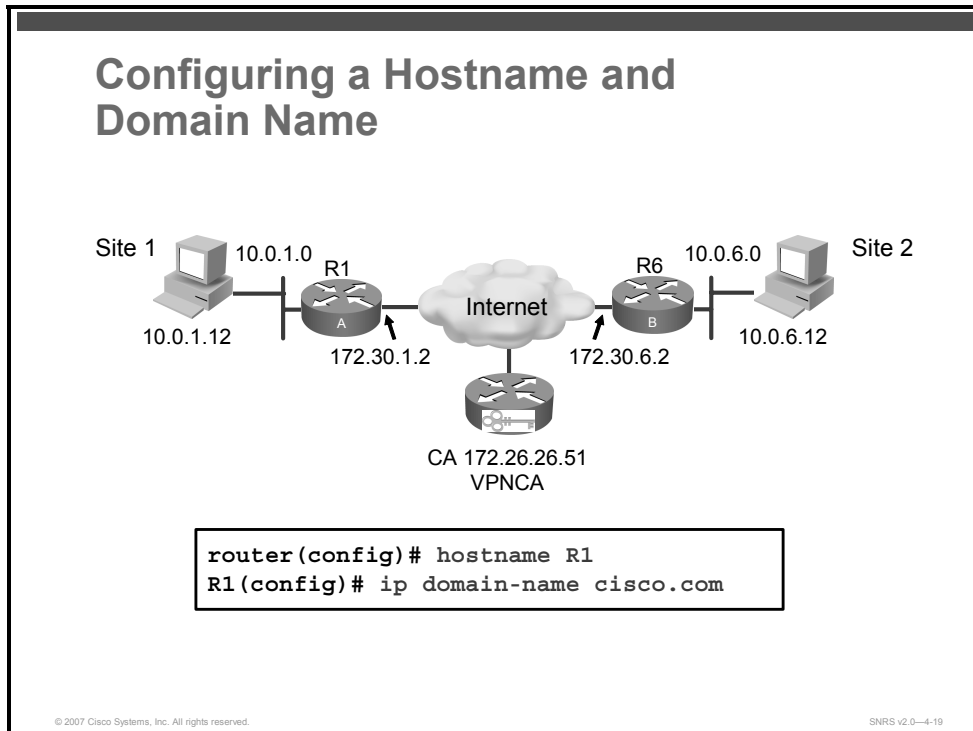 Configuring a Hostname and
Domain Name
Site 1
10.0.1.0
R1
A
Internet
R6
B
10.0.6.0
Site 2
10.0.1.12
172.30.1.2
172.30.6.2
10.0.6.12
CA 172.26.26.51
VPNCA
router(config)# hostname R1
R1(config)# ip domain-name cisco.com
© 2007 Cisco Systems, Inc. All rights reserved.
SNRS v2.0—4-19